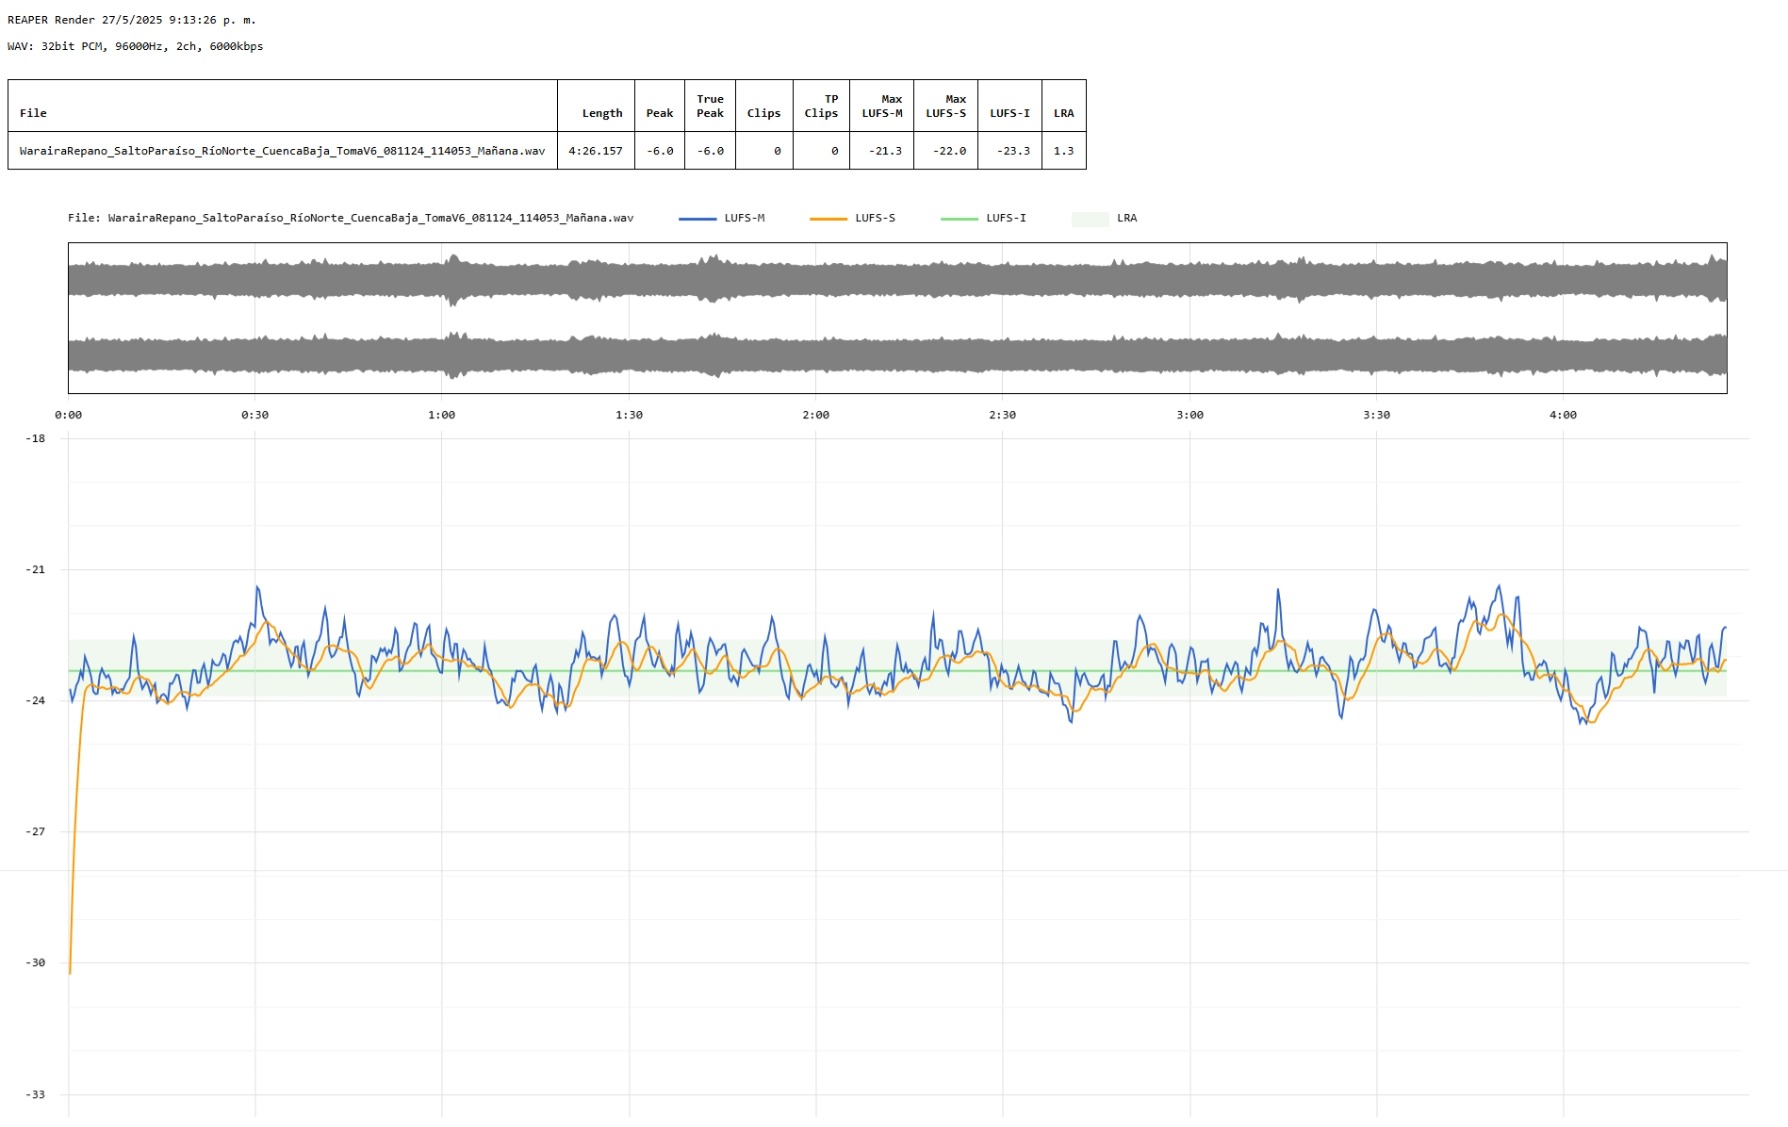 REAPER Render 27/5/2025 9:13:26 p. m.
WAV: 32bit PCM, 96000Hz, 2ch, 6000kbps
File Length Peak True Peak Clips TP Clips Max LUFS-M Max LUFS-S LUFS-I LRA
WarairaRepano_SaltoParaíso_RíoNorte_CuencaBaja_TomaV6_081124_114053_Mañana.wav 4:26.157 -6.0 -6.0 0 0 -21.3 -22.0 -23.3 1.3
File: WarairaRepano_SaltoParaíso_RíoNorte_CuencaBaja_TomaV6_081124_114053_Mañana.wav LUFS-M LUFS-S LUFS-I LRA
0:00 0:30 1:00 1:30 2:00 2:30 3:00 3:30 4:00
-18
-21
-24
-27
-30
-33